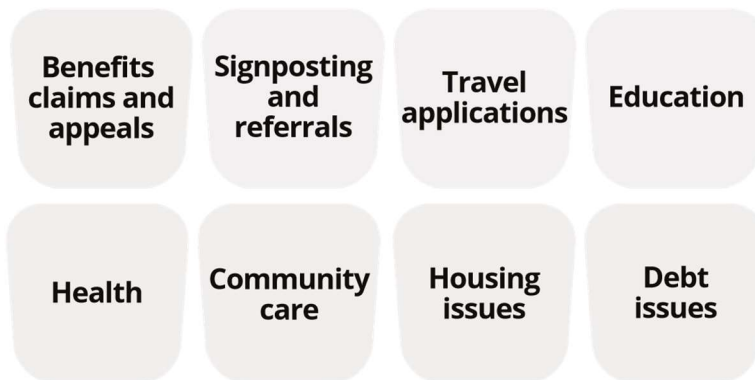 Benefits
claims and
appeals
Signposting
and
referrals
Travel
applications
Education
Health
Community
care
Housing
issues
Debt
issues